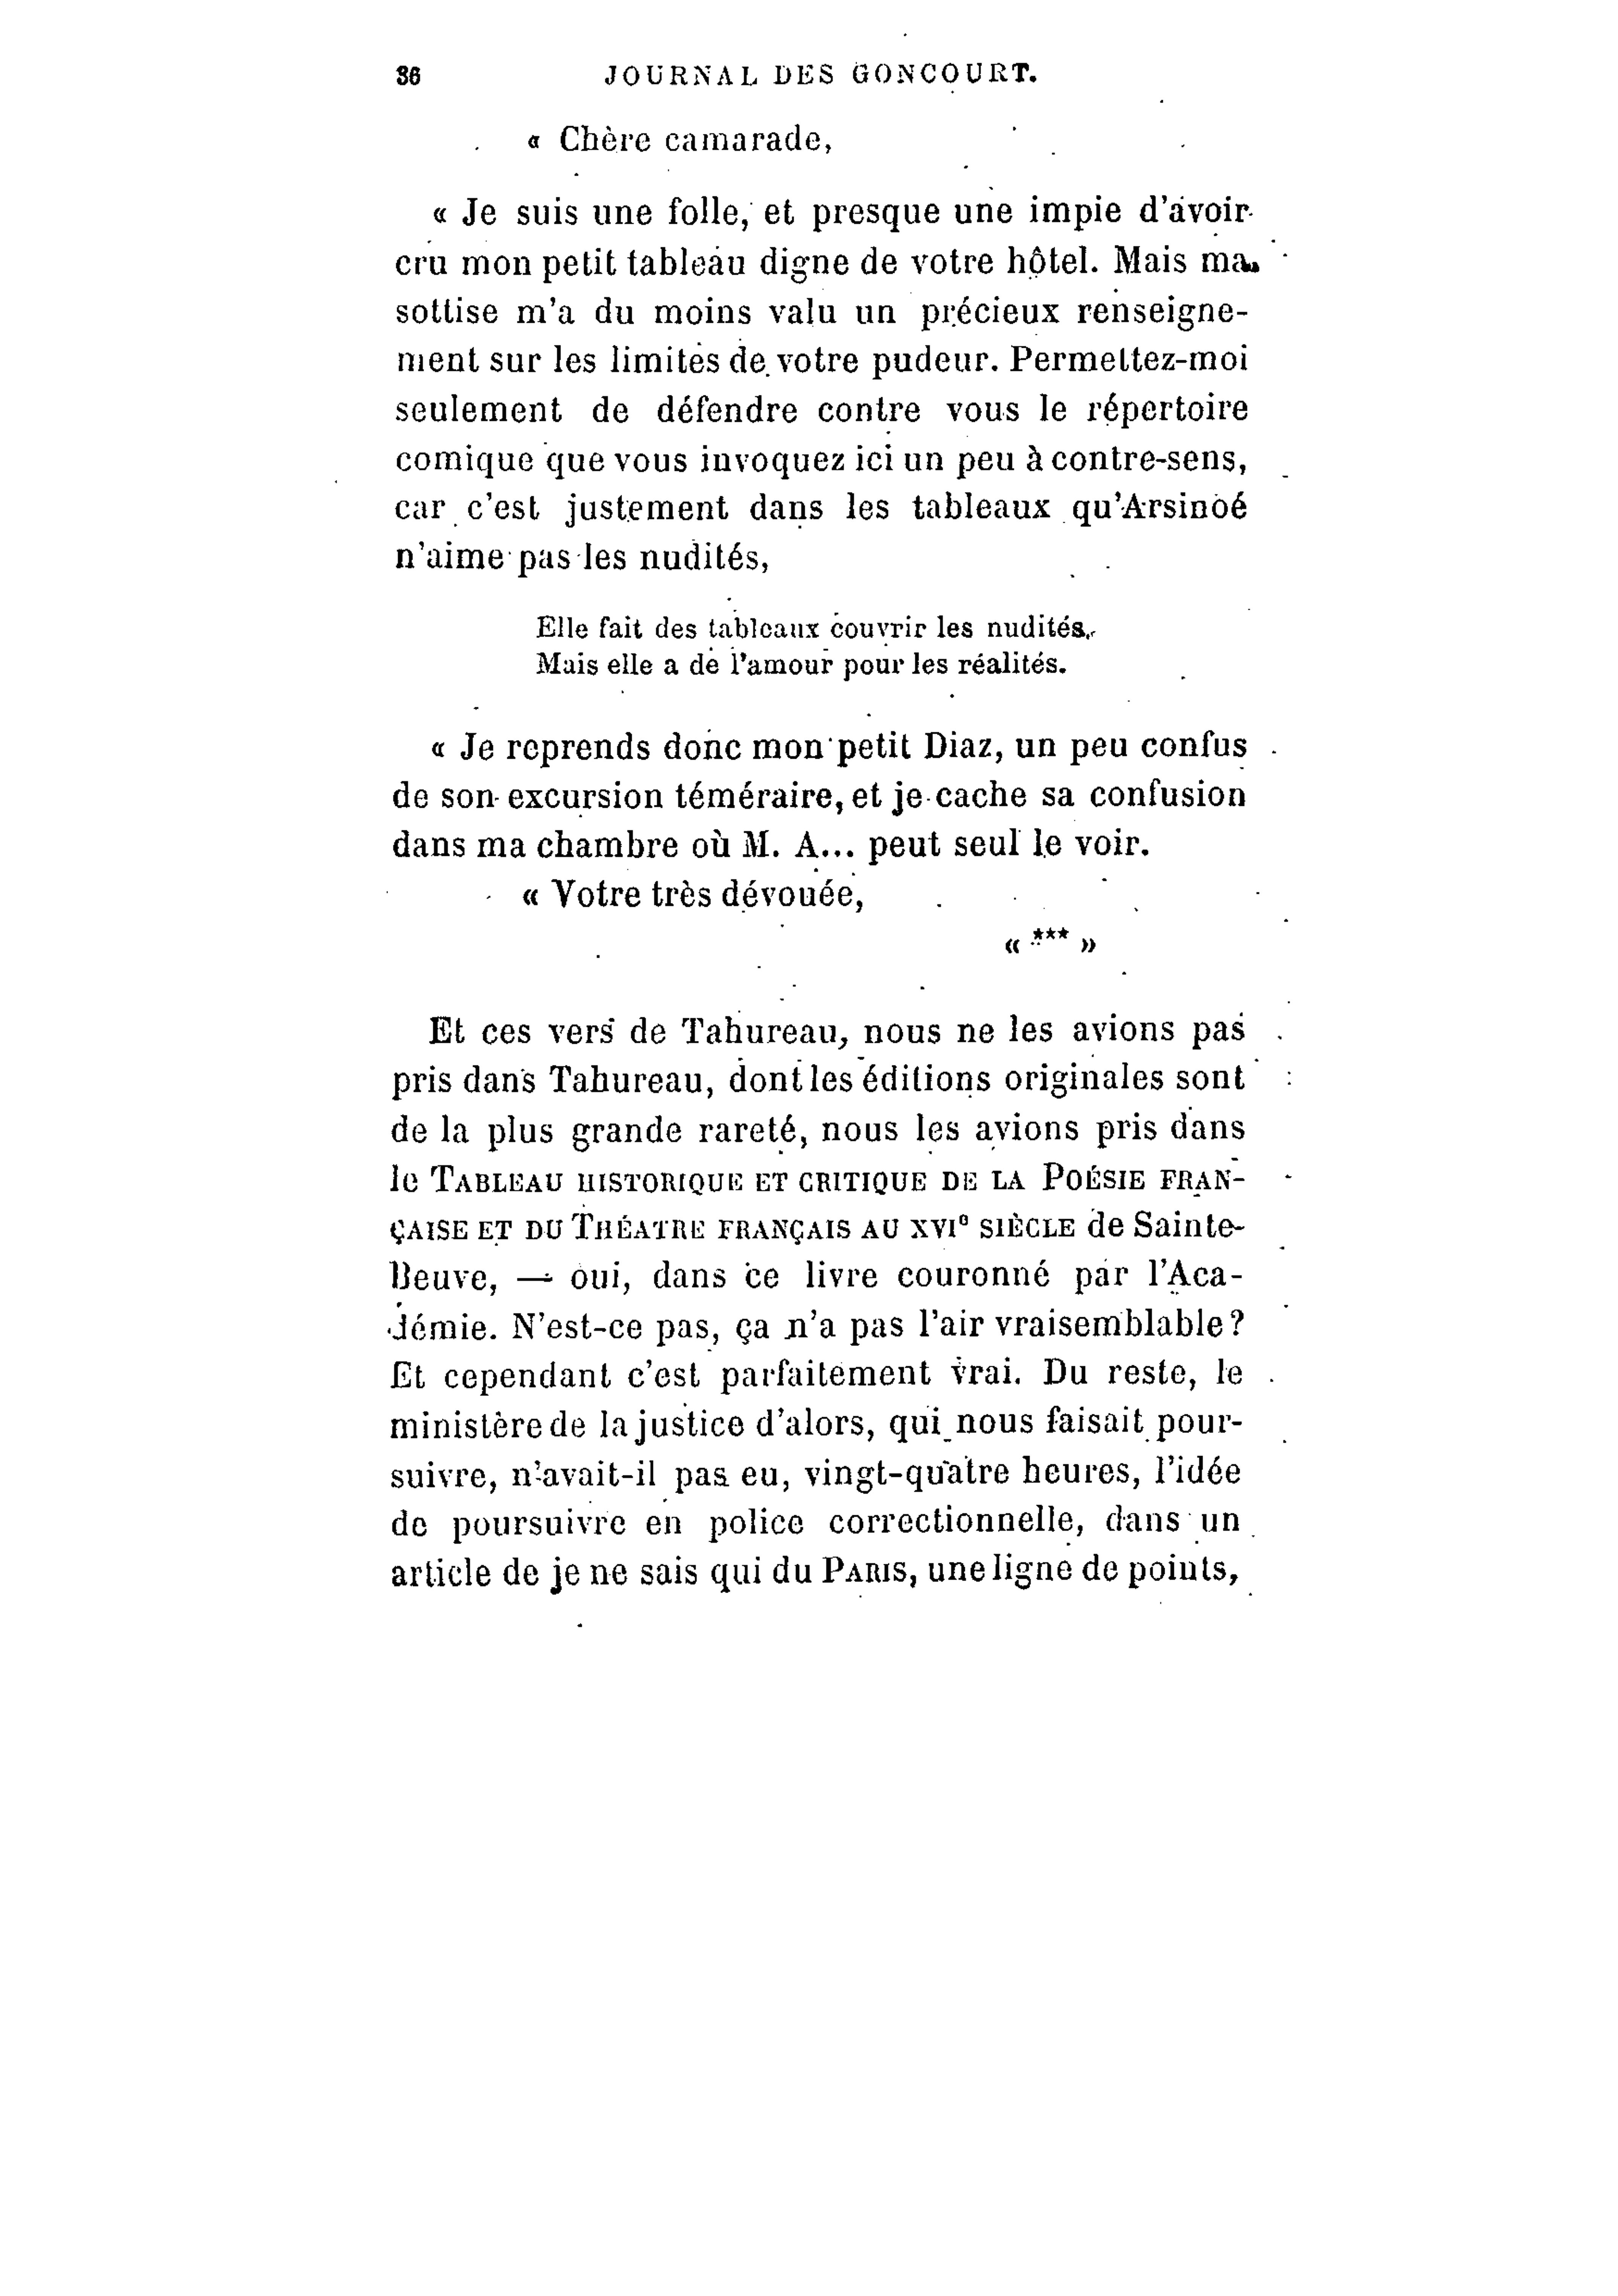 36 JOURNAL DES GONCOURT.
« Chère camarade,
« Je suis une folle, et presque une impie d'avoir
cru mon petit tableau digne de votre hôtel. Mais ma
sottise m'a du moins valu un précieux renseigne-
ment sur les limites de votre pudeur. Permettez-moi
seulement de défendre contre vous le répertoire
comique que vous invoquez ici un peu à contre-sens,
car c'est justement dans les tableaux qu'Arsinoé
n'aime pas les nudités,
Elle fait des tableaux couvrir les nudités,
Mais elle a de l'amour pour les réalités.
« Je reprends donc mon petit Diaz, un peu confus
de son excursion téméraire, et je cache sa confusion
dans ma chambre où M. A... peut seul le voir.
« Votre très dévouée,
« *** »
Et ces vers de Tahureau, nous ne les avions pas
pris dans Tahureau, dont les éditions originales sont
de la plus grande rareté, nous les avions pris dans
le TABLEAU HISTORIQUE ET CRITIQUE DE LA POÉSIE FRAN-
ÇAISE ET DU THÉATRE FRANÇAIS AU XVIe SIÈCLE de Sainte-
Beuve, — oui, dans ce livre couronné par l'Aca-
démie. N'est-ce pas, ça n'a pas l'air vraisemblable?
Et cependant c'est parfaitement vrai. Du reste, le
ministère de la justice d'alors, qui nous faisait pour-
suivre, n'avait-il pas eu, vingt-quatre heures, l'idée
de poursuivre en police correctionnelle, dans un
article de je ne sais qui du PARIS, une ligne de points,